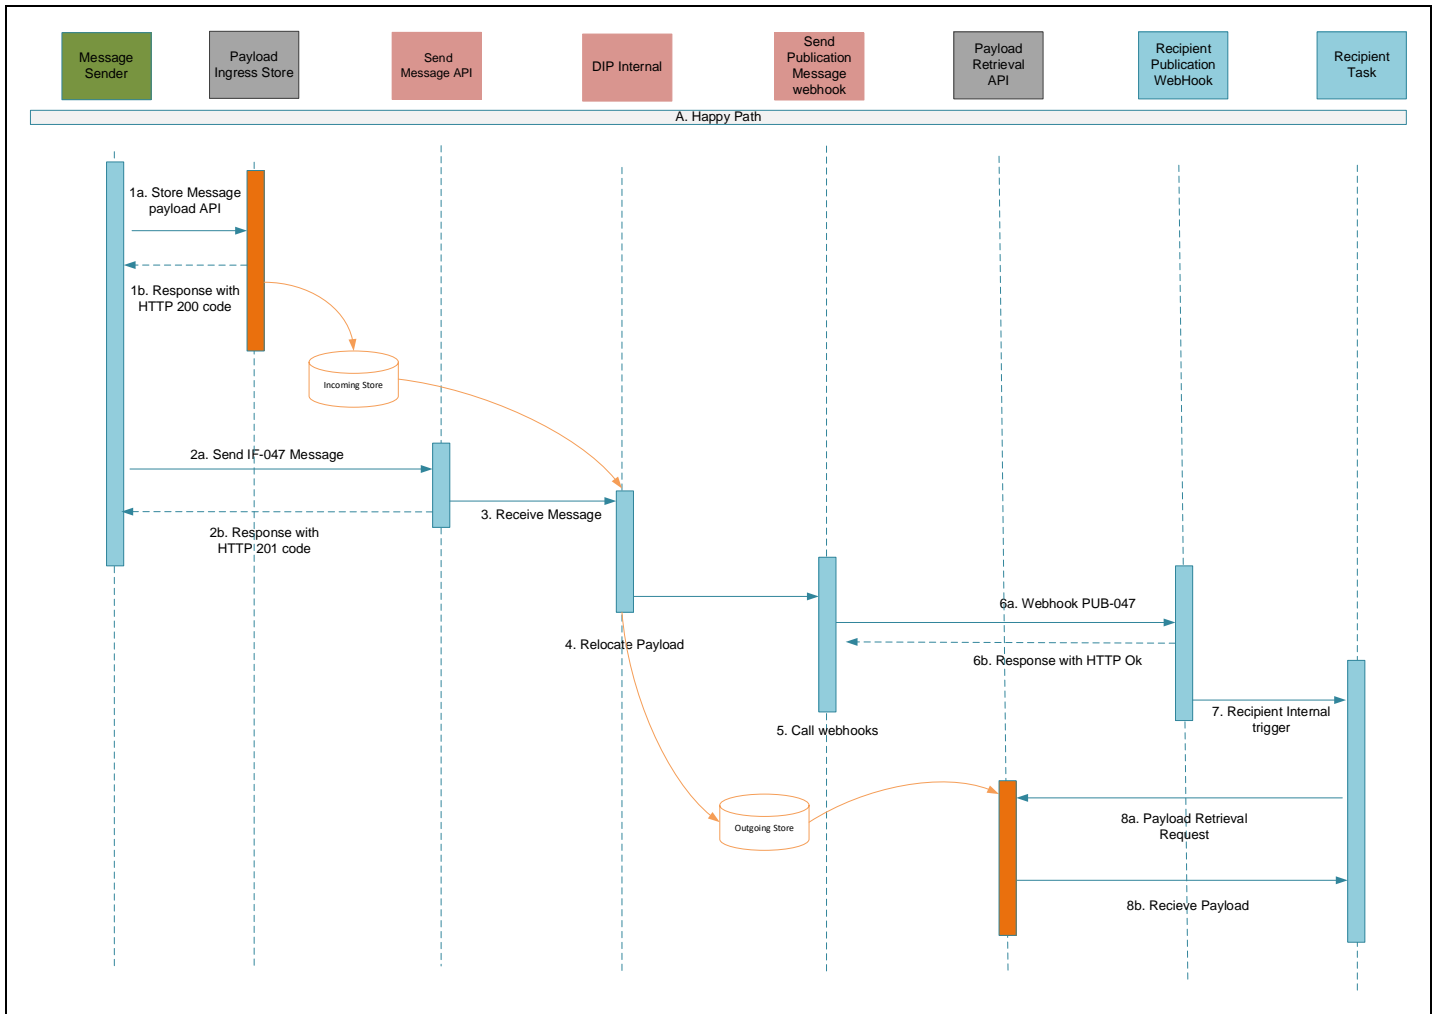 Message
Sender
Payload
Ingress Store
Send
Message API
DIP Internal
Send
Publication
Message
webhook
Payload
Retrieval
API
Recipient
Publication
WebHook
Recipient
Task
A. Happy Path
1a. Store Message
payload API
1b. Response with
HTTP 200 code
Incoming Store
2a. Send IF-047 Message
3. Receive Message
2b. Response with
HTTP 201 code
6a. Webhook PUB-047
4. Relocate Payload
6b. Response with HTTP Ok
7. Recipient Internal
trigger
5. Call webhooks
Outgoing Store
8a. Payload Retrieval
Request
8b. Recieve Payload